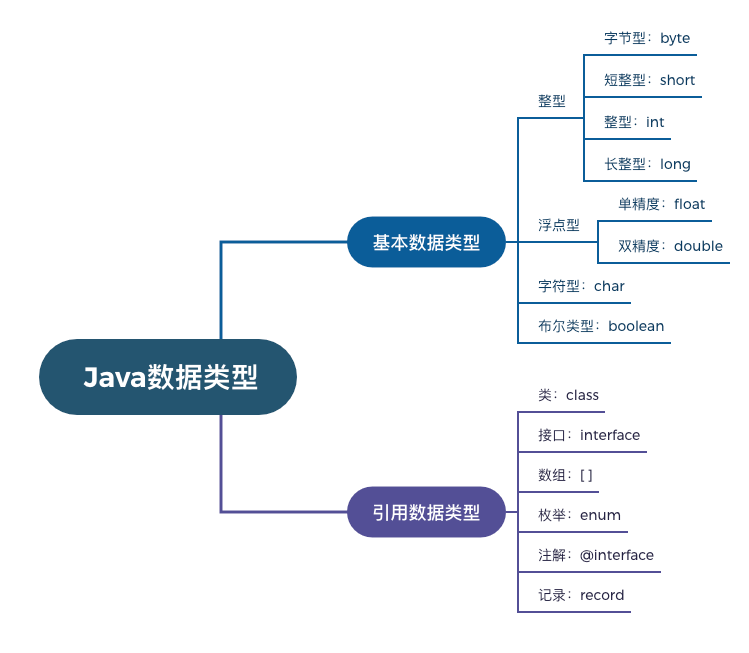 Java数据类型
基本数据类型
整型
字节型：byte
短整型：short
整型：int
长整型：long
浮点型
单精度：float
双精度：double
字符型：char
布尔类型：boolean
引用数据类型
类：class
接口：interface
数组：[ ]
枚举：enum
注解：@interface
记录：record